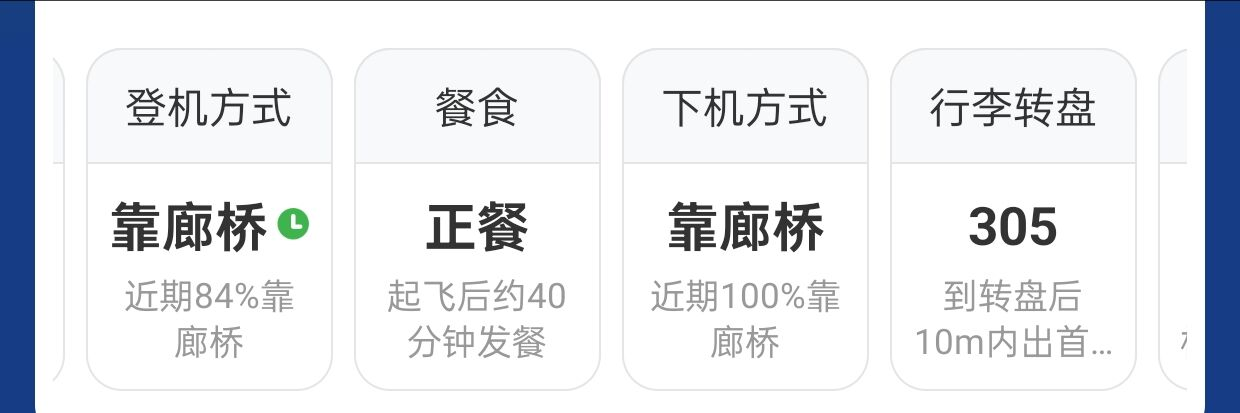 登机方式
靠廊桥
近期84%靠
廊桥
餐食
正餐
起飞后约40
分钟发餐
下机方式
靠廊桥
近期100%靠
廊桥
行李转盘
305
到转盘后
10m内出首...